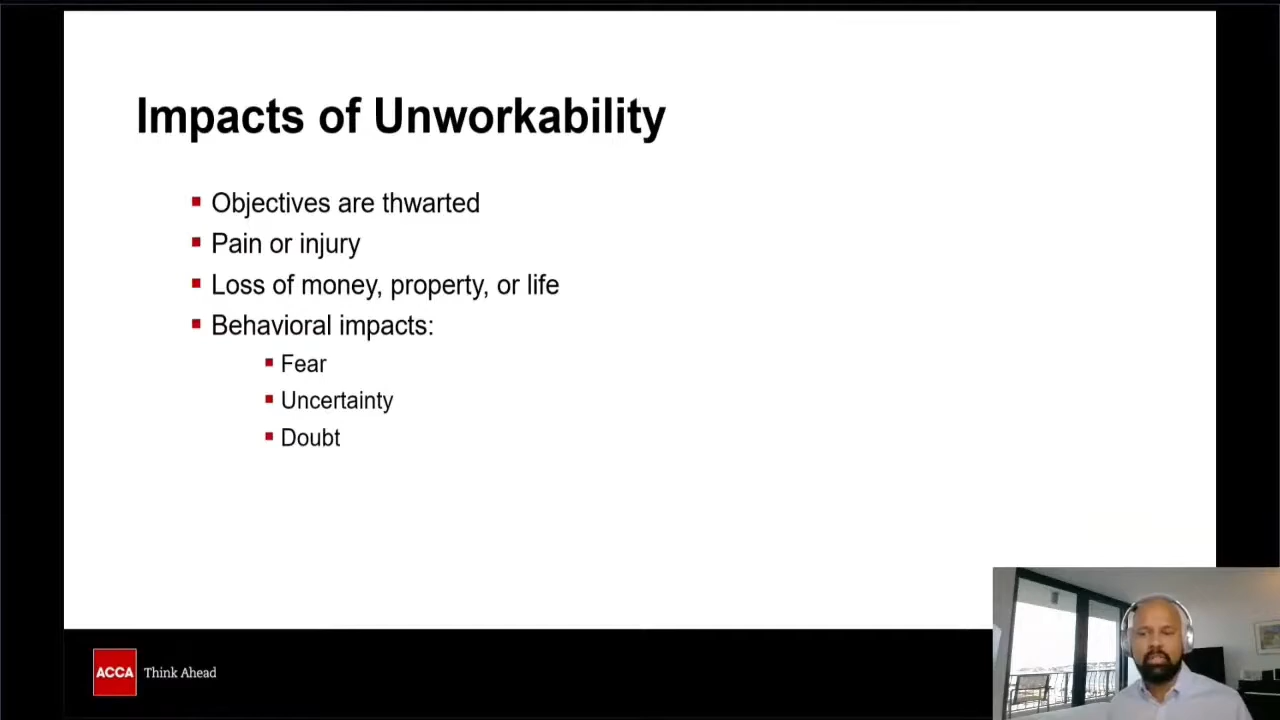 Impacts of Unworkability
Objectives are thwarted
Pain or injury
Loss of money, property, or life
Behavioral impacts:
Fear
Uncertainty
Doubt
ACCA Think Ahead